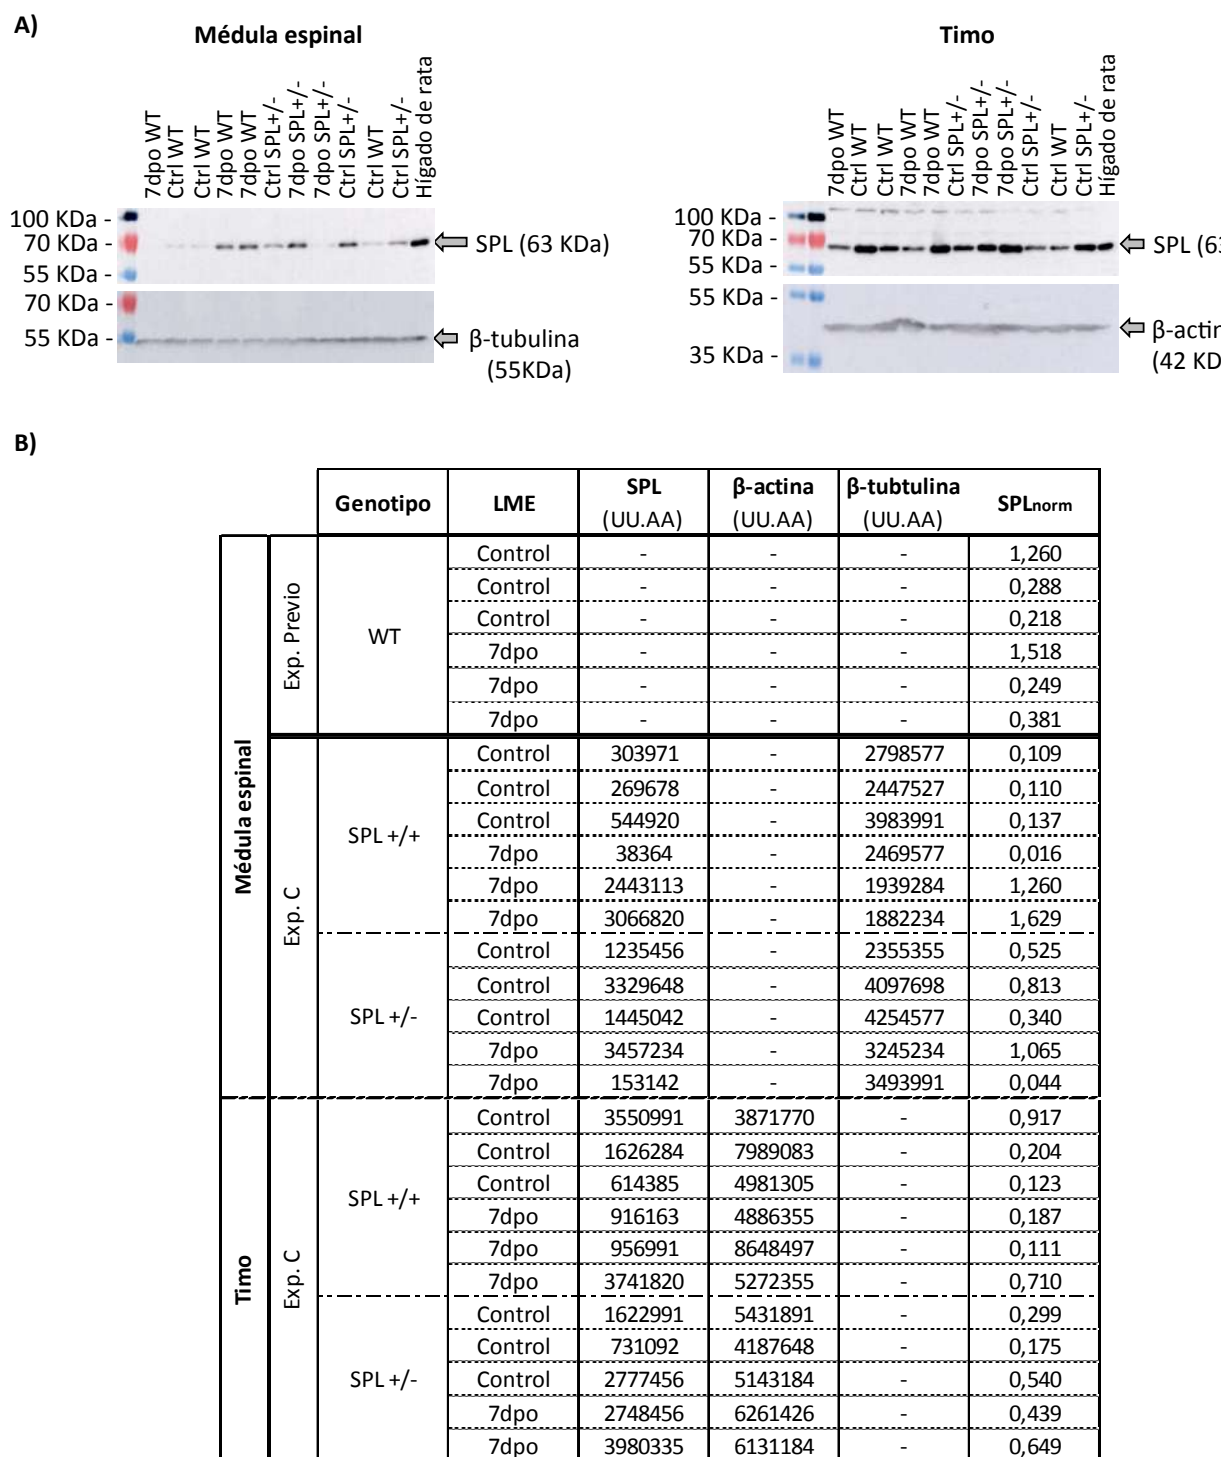 A)
Médula espinal
7dpo WT
Ctrl WT
Ctrl WT
7dpo WT
7dpo WT
Ctrl SPL+/-
7dpo SPL+/-
7dpo SPL+/-
Ctrl SPL+/-
Ctrl WT
Ctrl SPL+/-
Hígado de rata
100 KDa -
70 KDa -
55 KDa -
SPL (63 KDa)
70 KDa -
55 KDa -
β-tubulina
(55KDa)
Timo
7dpo WT
Ctrl WT
Ctrl WT
7dpo WT
7dpo WT
Ctrl SPL+/-
7dpo SPL+/-
7dpo SPL+/-
Ctrl SPL+/-
Ctrl WT
Ctrl SPL+/-
Hígado de rata
100 KDa -
70 KDa -
55 KDa -
SPL (63
55 KDa -
35 KDa -
β-actin
(42 KD
B)
Genotipo LME SPL (UU.AA) β-actina (UU.AA) β-tubtulina (UU.AA) SPLnorm
Médula espinal
Exp. Previo
WT
Control - - - 1,260
Control - - - 0,288
Control - - - 0,218
7dpo - - - 1,518
7dpo - - - 0,249
7dpo - - - 0,381
Exp. C
SPL +/+
Control 303971 - 2798577 0,109
Control 269678 - 2447527 0,110
Control 544920 - 3983991 0,137
7dpo 38364 - 2469577 0,016
7dpo 2443113 - 1939284 1,260
7dpo 3066820 - 1882234 1,629
SPL +/-
Control 1235456 - 2355355 0,525
Control 3329648 - 4097698 0,813
Control 1445042 - 4254577 0,340
7dpo 3457234 - 3245234 1,065
7dpo 153142 - 3493991 0,044
Timo
Exp. C
SPL +/+
Control 3550991 3871770 - 0,917
Control 1626284 7989083 - 0,204
Control 614385 4981305 - 0,123
7dpo 916163 4886355 - 0,187
7dpo 956991 8648497 - 0,111
7dpo 3741820 5272355 - 0,710
SPL +/-
Control 1622991 5431891 - 0,299
Control 731092 4187648 - 0,175
Control 2777456 5143184 - 0,540
7dpo 2748456 6261426 - 0,439
7dpo 3980335 6131184 - 0,649